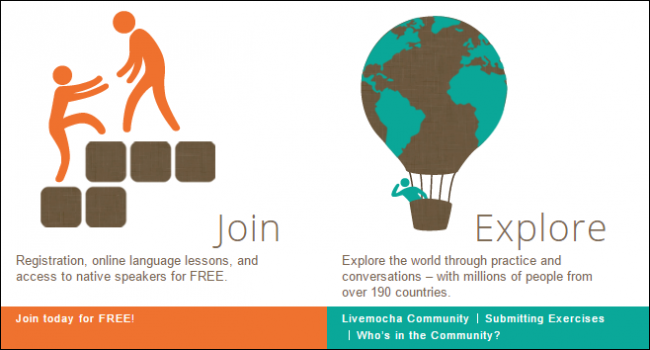 Join
Registration, online language lessons, and
access to native speakers for FREE.
Join today for FREE!
Explore
Explore the world through practice and
conversations – with millions of people from
over 190 countries.
Livemocha Community | Submitting Exercises
| Who's in the Community?